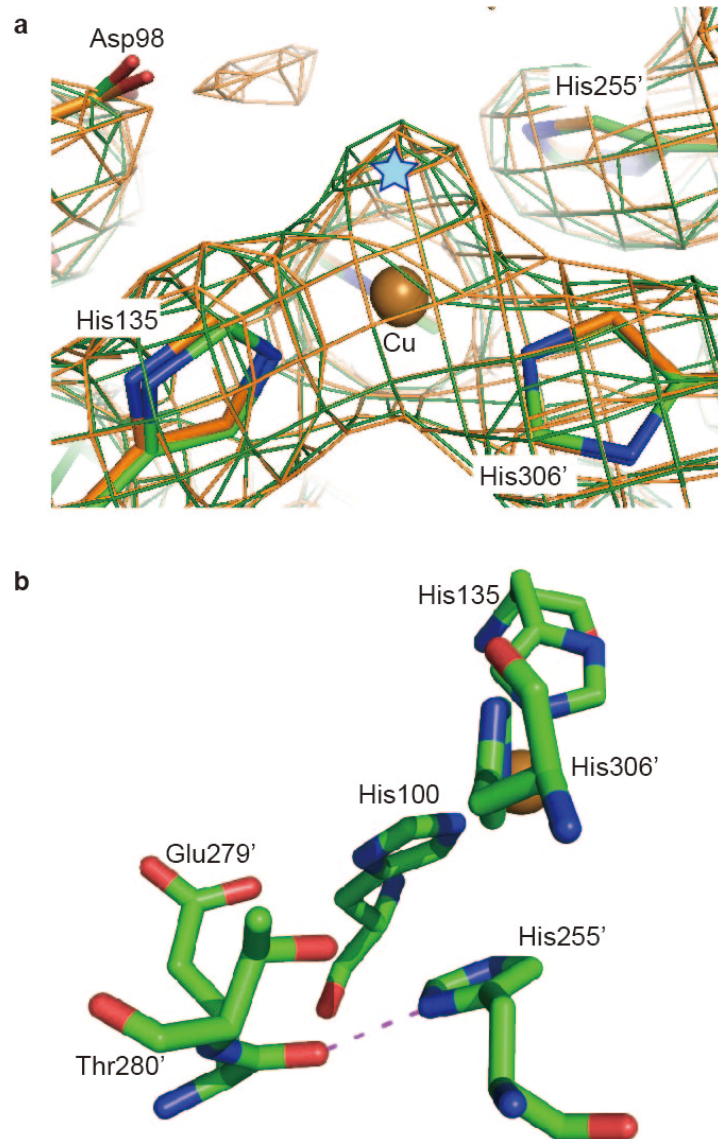 a
Asp98
His255’
His135
Cu
His306’
b
His135
His306’
His100
Glu279’
His255’
Thr280’